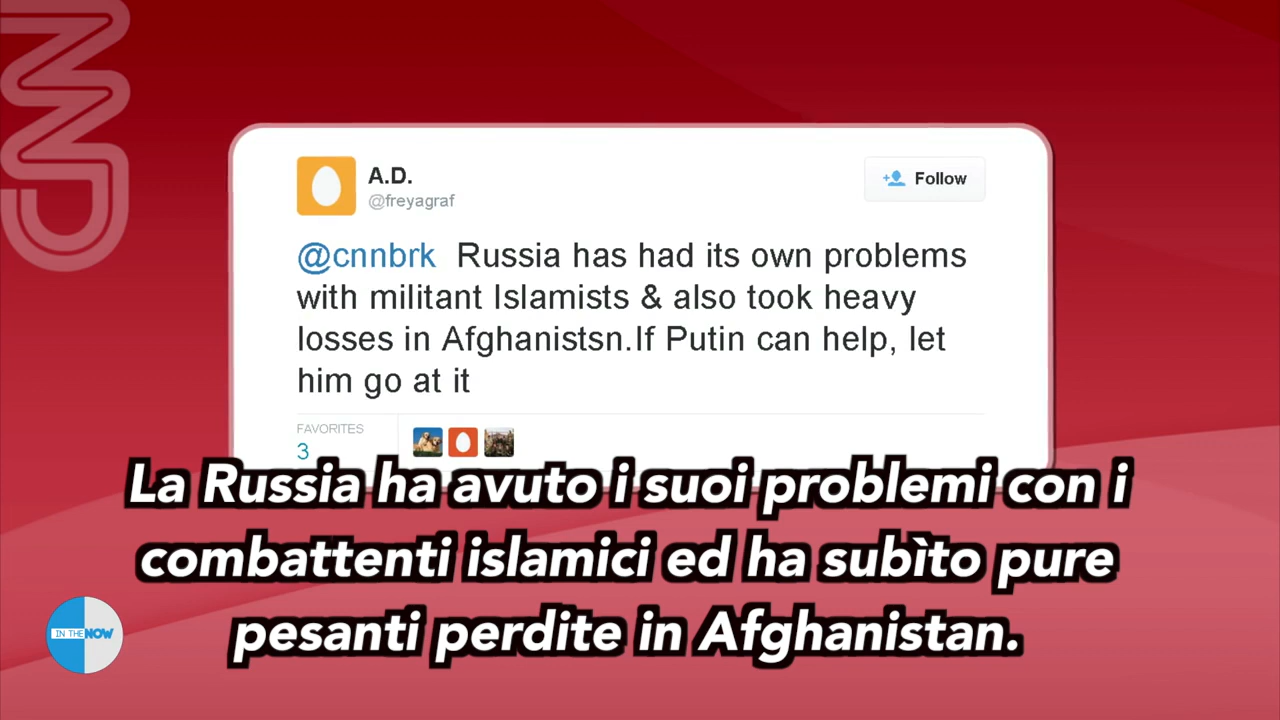 CNN
A.D.
@freyagraf
Follow
@cnnbrk Russia has had its own problems
with militant Islamists & also took heavy
losses in Afghanistsn.If Putin can help, let
him go at it
FAVORITES
3
La Russia ha avuto i suoi problemi con i
combattenti islamici ed ha subìto pure
pesanti perdite in Afghanistan.
IN THE NOW